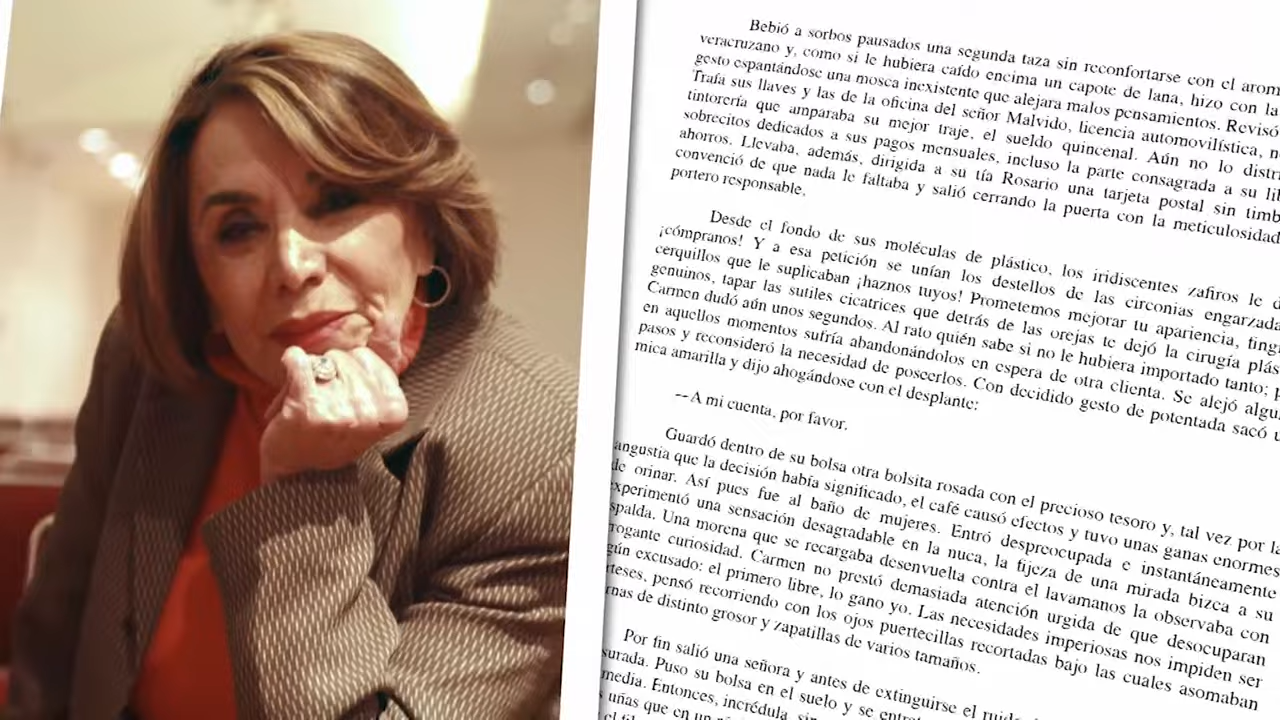 Bebió a sorbos pausados una segunda taza sin reconfortarse con el arom
veracruzano y, como si le hubiera caído encima un capote de lana, hizo con la
gesto espantándose una mosca inexistente que alejara malos pensamientos. Revisó
Traía sus llaves y las de la oficina del señor Malvido, licencia automovilística, n
tintorería que amparaba su mejor traje, el sueldo quincenal. Aún no lo distri
sobrecitos dedicados a sus pagos mensuales, incluso la parte consagrada a su lib
ahorros. Llevaba, además, dirigida a su tía Rosario una tarjeta postal sin timb
convenció de que nada le faltaba y salió cerrando la puerta con la meticulosidad
portero responsable.
Desde el fondo de sus moléculas de plástico, los iridiscentes zafiros le d
¡cómpranos! Y a esa petición se unían los destellos de las circonias engarzada
cerquillos que le suplicaban ¡haznos tuyos! Prometemos mejorar tu apariencia, fingi
genuinos, tapar las sutiles cicatrices que detrás de las orejas te dejó la cirugía plás
Carmen dudó aún unos segundos. Al rato quién sabe si no le hubiera importado tanto; p
en aquellos momentos sufría abandonándolos en espera de otra clienta. Se alejó algu
pasos y reconsideró la necesidad de poseerlos. Con decidido gesto de potentada sacó u
mica amarilla y dijo ahogándose con el desplante:
--A mi cuenta, por favor.
Guardó dentro de su bolsa otra bolsita rosada con el precioso tesoro y, tal vez por la
angustia que la decisión había significado, el café causó efectos y tuvo unas ganas enormes
de orinar. Así pues fue al baño de mujeres. Entró despreocupada e instantáneamente
experimentó una sensación desagradable en la nuca, la fijeza de una mirada bizca a su
spalda. Una morena que se recargaba desenvuelta contra el lavamanos la observaba con
rogante curiosidad. Carmen no prestó demasiada atención urgida de que desocuparan
gún excusado: el primero libre, lo gano yo. Las necesidades imperiosas nos impiden ser
rteses, pensó recorriendo con los ojos puertecillas recortadas bajo las cuales asomaban
rnas de distinto grosor y zapatillas de varios tamaños.
Por fin salió una señora y antes de extinguirse el ruido
surada. Puso su bolsa en el suelo y se
media. Entonces, incrédula,
uñas que en un